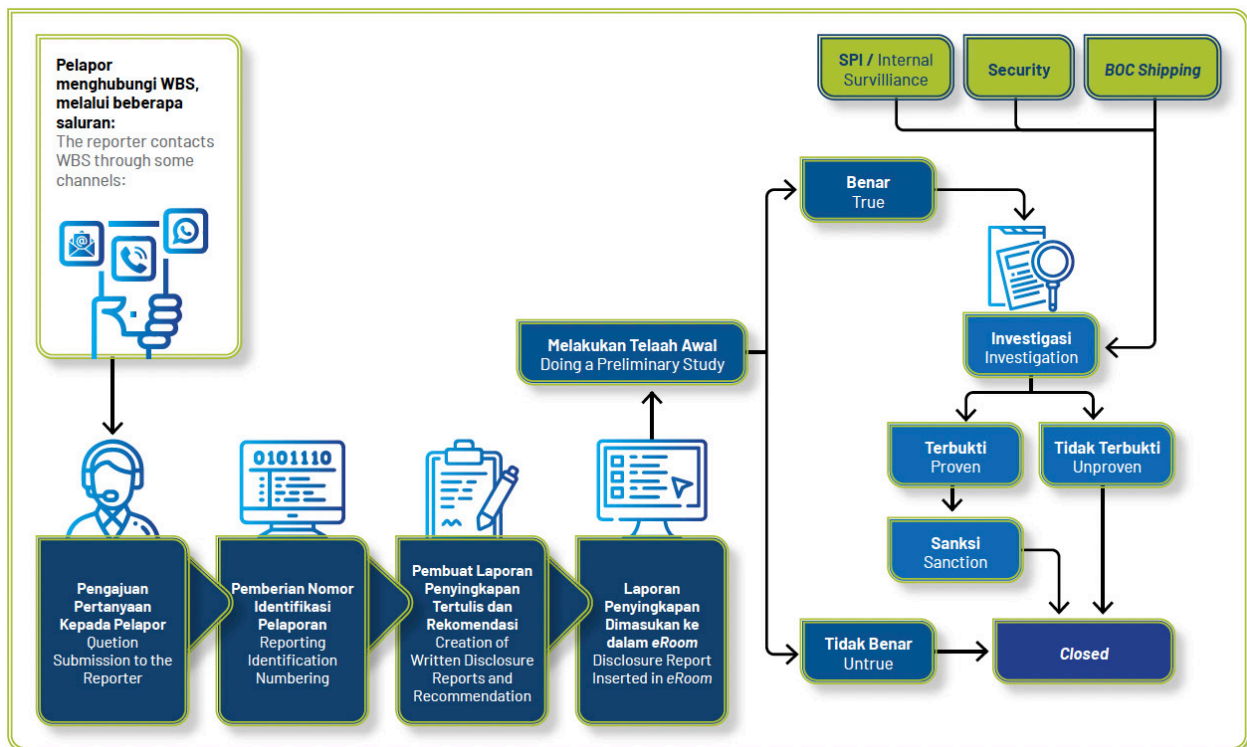 Pelapor
menghubungi WBS,
melalui beberapa
saluran:
The reporter contacts
WBS through some
channels:
SPI / Internal
Survilliance
Security
BOC Shipping
Benar
True
Melakukan Telaah Awal
Doing a Preliminary Study
Investigasi
Investigation
Terbukti
Proven
Tidak Terbukti
Unproven
Sanksi
Sanction
0101110
Pengajuan
Pertanyaan
Kepada Pelapor
Quetion
Submission to the
Reporter
Pemberian Nomor
Identifikasi
Pelaporan
Reporting
Identification
Numbering
Pembuat Laporan
Penyingkapan
Tertulis dan
Rekomendasi
Creation of
Written Disclosure
Reports and
Recommendation
Laporan
Penyingkapan
Dimasukan ke
dalam eRoom
Disclosure Report
Inserted in eRoom
Tidak Benar
Untrue
Closed